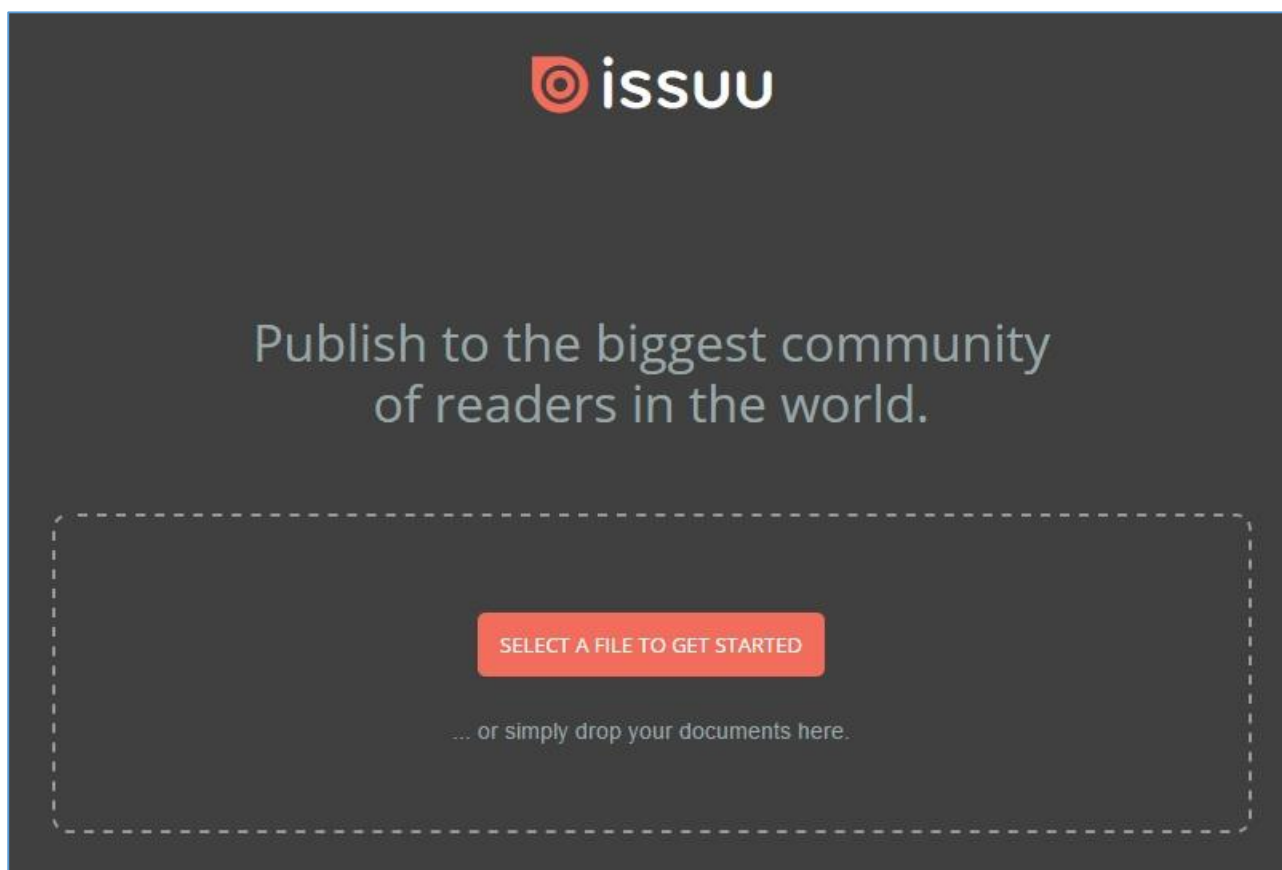 issuu
Publish to the biggest community
of readers in the world.
SELECT A FILE TO GET STARTED
... or simply drop your documents here.